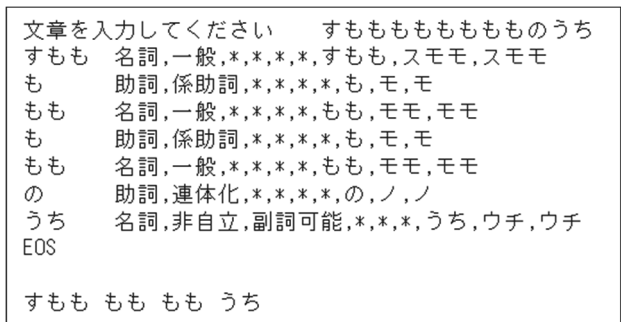 文章を入力してください　　すもももももももものうち
すもも	名詞,一般,*,*,*,*,すもも,スモモ,スモモ
も	助詞,係助詞,*,*,*,*,も,モ,モ
もも	名詞,一般,*,*,*,*,もも,モモ,モモ
も	助詞,係助詞,*,*,*,*,も,モ,モ
もも	名詞,一般,*,*,*,*,もも,モモ,モモ
の	助詞,連体化,*,*,*,*,の,ノ,ノ
うち	名詞,非自立,副詞可能,*,*,*,うち,ウチ,ウチ
EOS
すもも もも もも うち